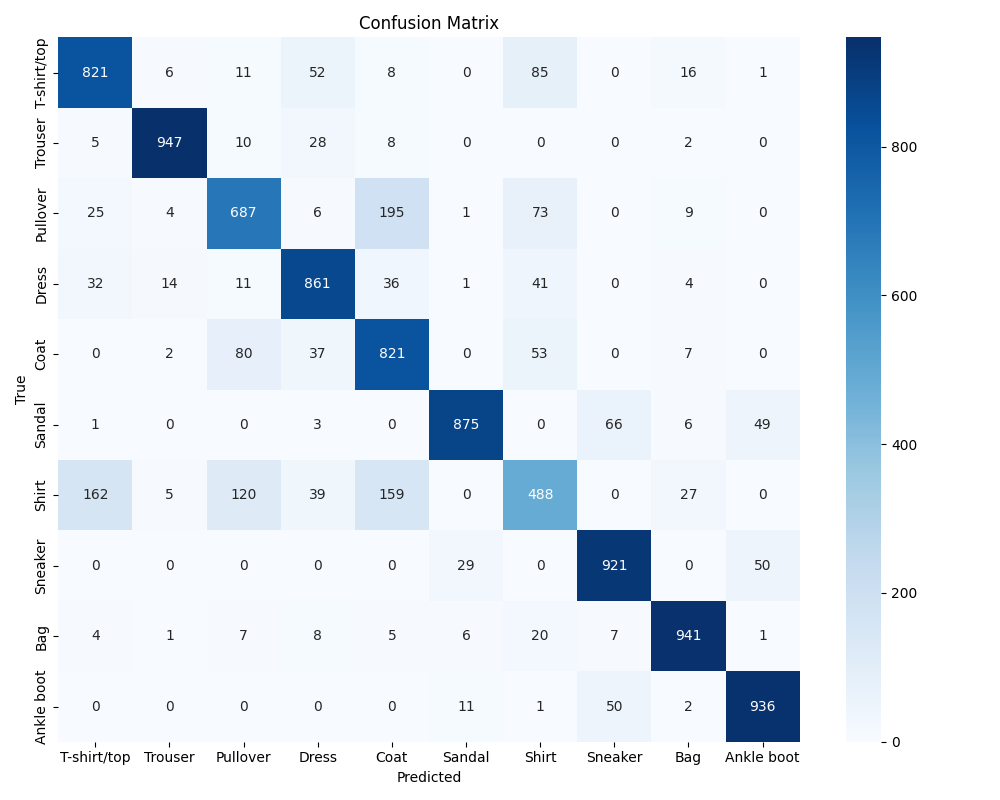 Confusion Matrix
T-shirt/top 821 6 11 52 8 0 85 0 16 1
Trouser 5 947 10 28 8 0 0 0 2 0
Pullover 25 4 687 6 195 1 73 0 9 0
Dress 32 14 11 861 36 1 41 0 4 0
Coat 0 2 80 37 821 0 53 0 7 0
Sandal 1 0 0 3 0 875 0 66 6 49
Shirt 162 5 120 39 159 0 488 0 27 0
Sneaker 0 0 0 0 0 29 0 921 0 50
Bag 4 1 7 8 5 6 20 7 941 1
Ankle boot 0 0 0 0 0 11 1 50 2 936
T-shirt/top Trouser Pullover Dress Coat Sandal Shirt Sneaker Bag Ankle boot
Predicted
True
800
600
400
200
0